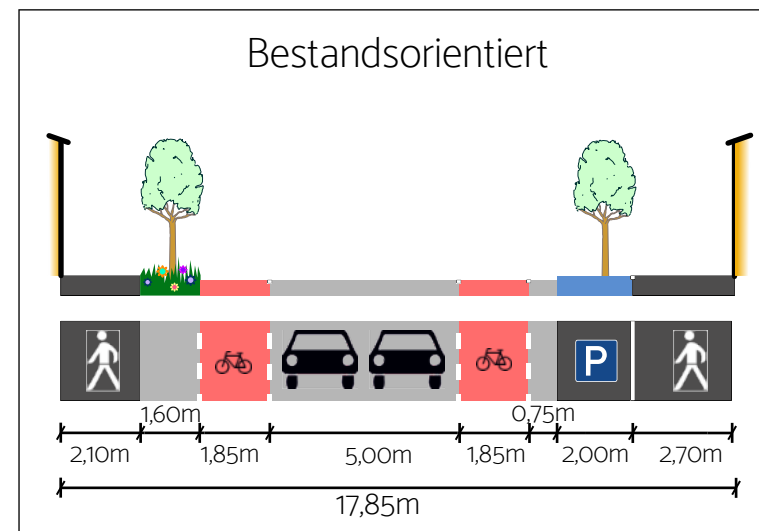 Bestandsorientiert
P
1,60m 0,75m
2,10m 1,85m 5,00m 1,85m 2,00m 2,70m
17,85m